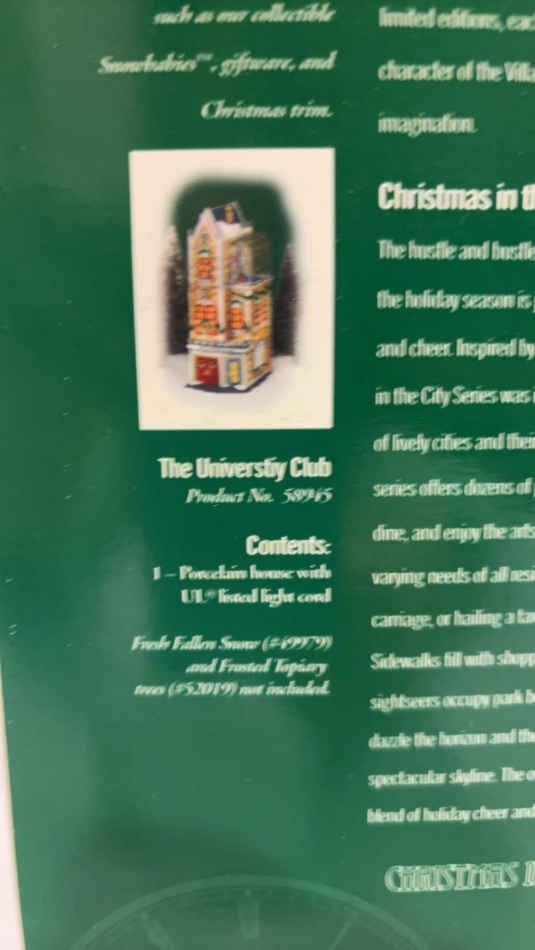 such as our collectible
Snowbabies™, giftware, and
Christmas trim.
The Universtiy Club
Product No. 58945
Contents:
1 – Porcelain house with
UL® listed light cord
Fresh Fallen Snow (#49979)
and Frosted Topiary
trees (#52019) not included.
limited editions, eac
character of the Villa
imagination.
Christmas in th
The hustle and bustle
the holiday season is
and cheer. Inspired by
in the City Series was
of lively cities and their
series offers dozens of
dine, and enjoy the arts
varying needs of all resi
carriage, or hailing a tax
Sidewalks fill with shopp
sightseers occupy park b
dazzle the horizon and the
spectacular skyline. The
blend of holiday cheer and
CHRISTMAS